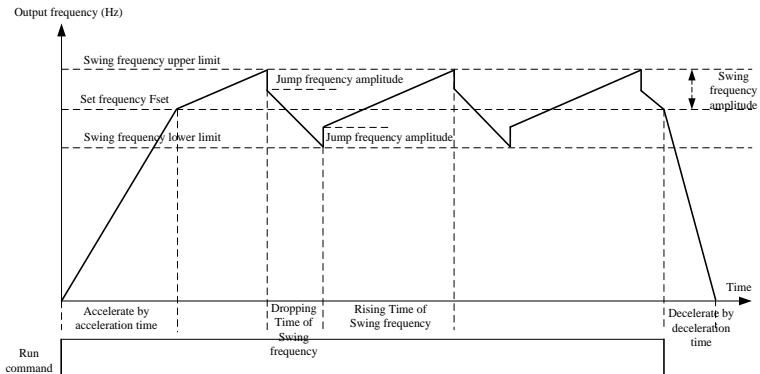 Output frequency (Hz)
Swing frequency upper limit
Jump frequency amplitude
Swing
frequency
amplitude
Set frequency Fset
Swing frequency lower limit
Jump frequency amplitude
Time
Accelerate by
acceleration time
Dropping
Time of
Swing
frequency
Rising Time of
Swing frequency
Decelerate by
deceleration
time
Run
command